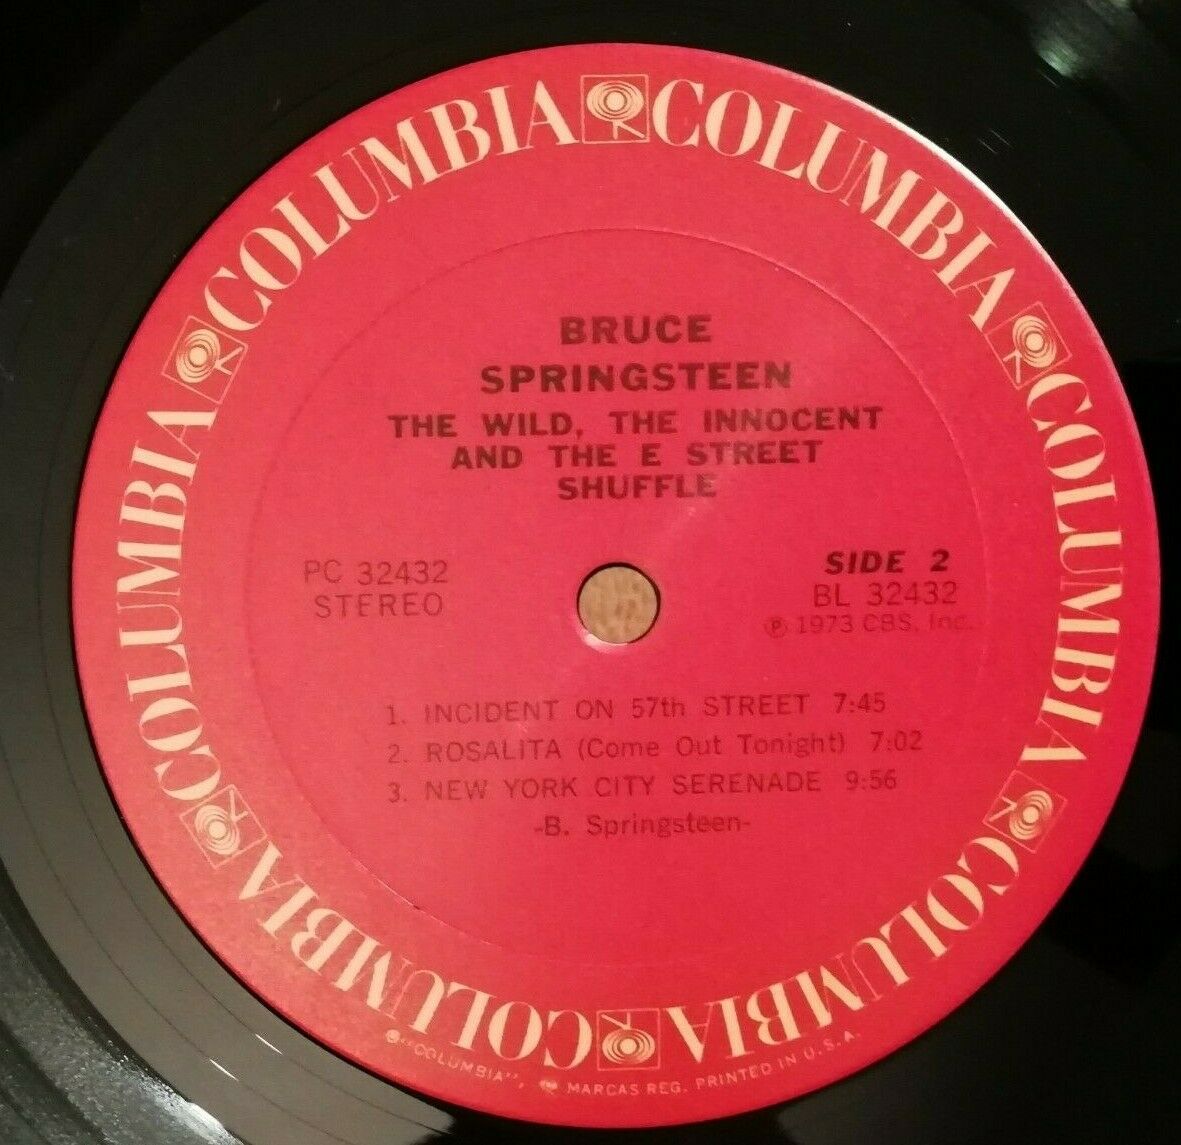 COLUMBIA COLUMBIA COLUMBIA COLUMBIA COLUMBIA COLUMBIA
BRUCE
SPRINGSTEEN
THE WILD, THE INNOCENT
AND THE E STREET
SHUFFLE
PC 32432
STEREO
SIDE 2
BL 32432
Ⓟ 1973 CBS, Inc.
1. INCIDENT ON 57th STREET 7:45
2. ROSALITA (Come Out Tonight) 7:02
3. NEW YORK CITY SERENADE 9:56
-B. Springsteen-
®"COLUMBIA", MARCAS REG. PRINTED IN U.S.A.